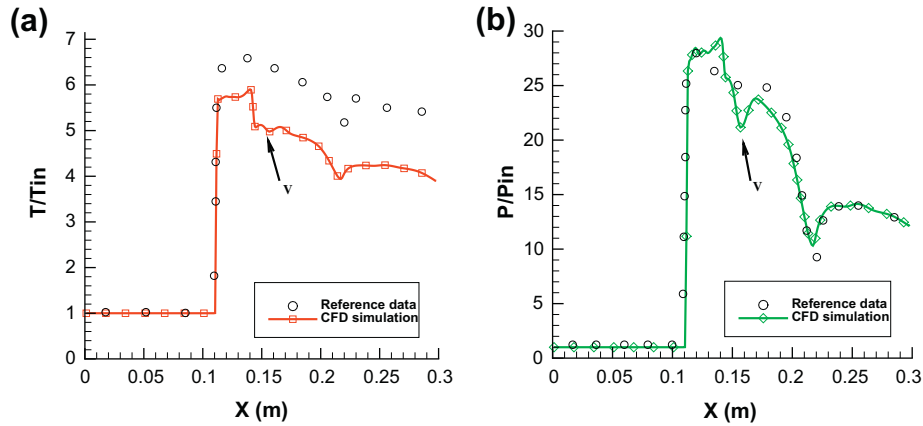 (a)
7
6
5
4
3
2
1
0
T/Tin
0
0.05
0.1
0.15
0.2
0.25
0.3
X (m)
v
Reference data
CFD simulation
(b)
30
25
20
15
10
5
0
P/Pin
0
0.05
0.1
0.15
0.2
0.25
0.3
X (m)
v
Reference data
CFD simulation